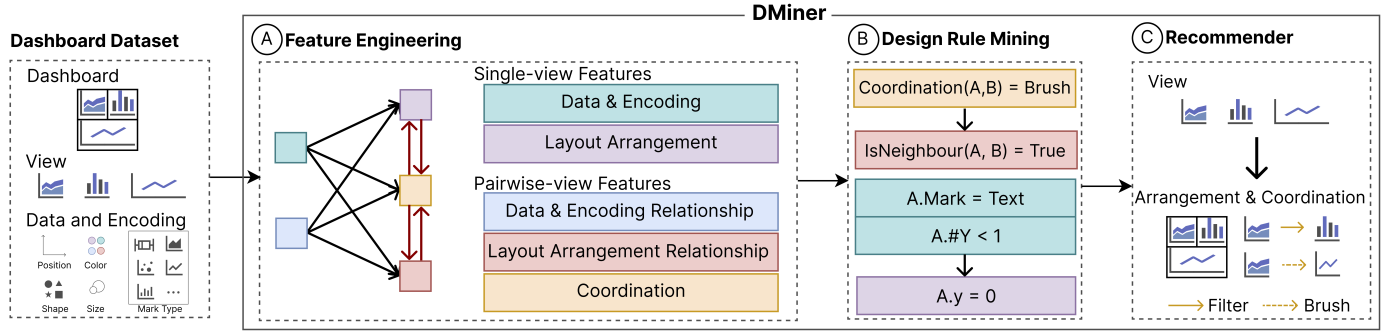 DMiner
Dashboard Dataset
Dashboard
View
Data and Encoding
Position
Color
Shape
Size
Mark Type
A
Feature Engineering
Single-view Features
Data & Encoding
Layout Arrangement
Pairwise-view Features
Data & Encoding Relationship
Layout Arrangement Relationship
Coordination
B
Design Rule Mining
Coordination(A,B) = Brush
IsNeighbour(A, B) = True
A.Mark = Text
A.#Y < 1
A.y = 0
C
Recommender
View
Arrangement & Coordination
Filter
Brush